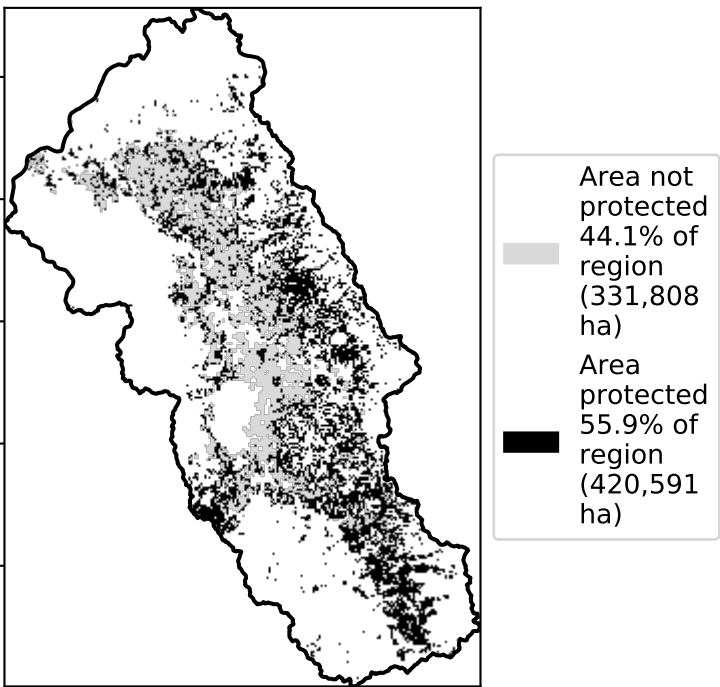 Area not
protected
44.1% of
region
(331,808
ha)
Area
protected
55.9% of
region
(420,591
ha)